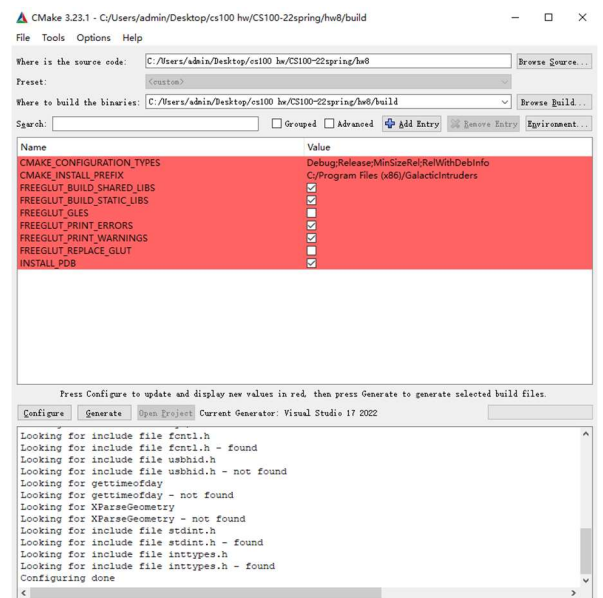 CMake 3.23.1 - C:/Users/admin/Desktop/cs100 hw/CS100-22spring/hw8/build
File Tools Options Help
Where is the source code: C:/Users/admin/Desktop/cs100 hw/CS100-22spring/hw8 Browse Source...
Preset: <custom>
Where to build the binaries: C:/Users/admin/Desktop/cs100 hw/CS100-22spring/hw8/build Browse Build...
Search: Grouped Advanced Add Entry Remove Entry Environment...
Name Value
CMAKE_CONFIGURATION_TYPES Debug;Release;MinSizeRel;RelWithDebInfo
CMAKE_INSTALL_PREFIX C:/Program Files (x86)/GalacticIntruders
FREEGLUT_BUILD_SHARED_LIBS
FREEGLUT_BUILD_STATIC_LIBS
FREEGLUT_GLES
FREEGLUT_PRINT_ERRORS
FREEGLUT_PRINT_WARNINGS
FREEGLUT_REPLACE_GLUT
INSTALL_PDB
Press Configure to update and display new values in red, then press Generate to generate selected build files.
Configure Generate Open Project Current Generator: Visual Studio 17 2022
Looking for include file fcntl.h
Looking for include file fcntl.h - found
Looking for include file usbhid.h
Looking for include file usbhid.h - not found
Looking for gettimeofday
Looking for gettimeofday - not found
Looking for XParseGeometry
Looking for XParseGeometry - not found
Looking for include file stdint.h
Looking for include file stdint.h - found
Looking for include file inttypes.h
Looking for include file inttypes.h - found
Configuring done